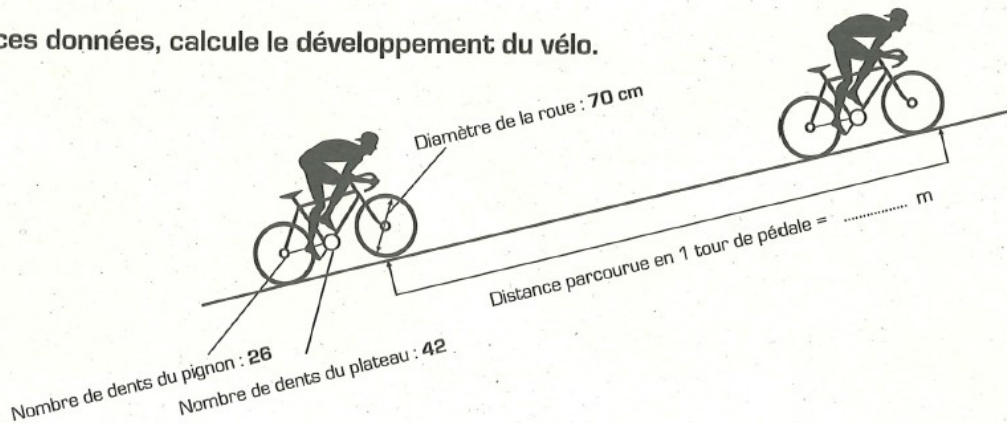 ces données, calcule le développement du vélo.
Diamètre de la roue : 70 cm
Distance parcourue en 1 tour de pédale = ................ m
Nombre de dents du pignon : 26
Nombre de dents du plateau : 42